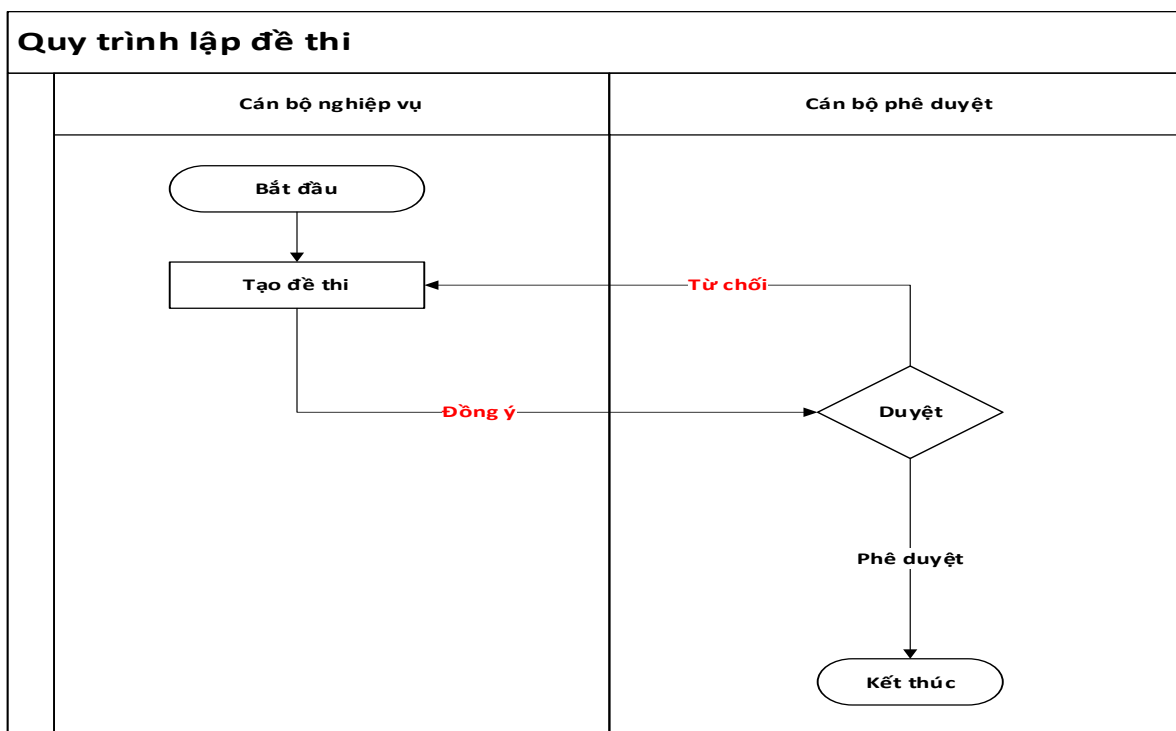 Quy trình lập đề thi
Cán bộ nghiệp vụ
Cán bộ phê duyệt
Bắt đầu
Tạo đề thi
Từ chối
Đồng ý
Duyệt
Phê duyệt
Kết thúc